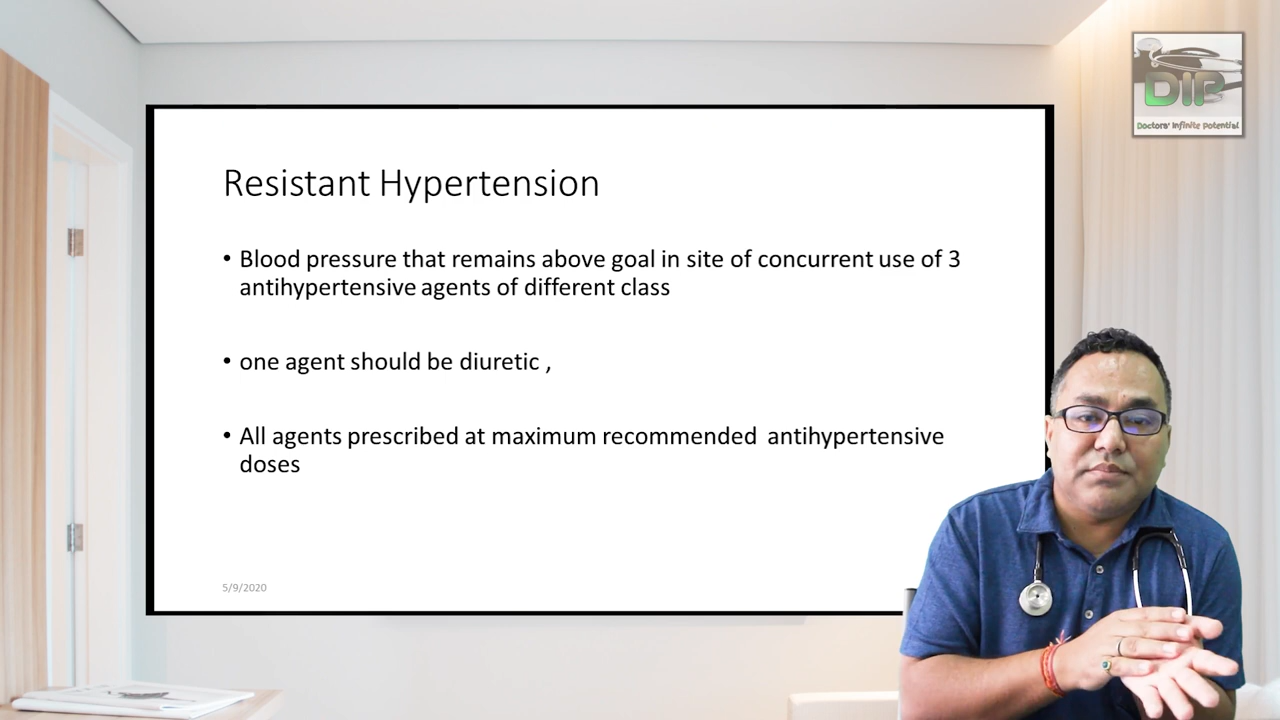 DIP
Doctors' Infinite Potential
Resistant Hypertension
• Blood pressure that remains above goal in site of concurrent use of 3
antihypertensive agents of different class
• one agent should be diuretic ,
• All agents prescribed at maximum recommended antihypertensive
doses
5/9/2020